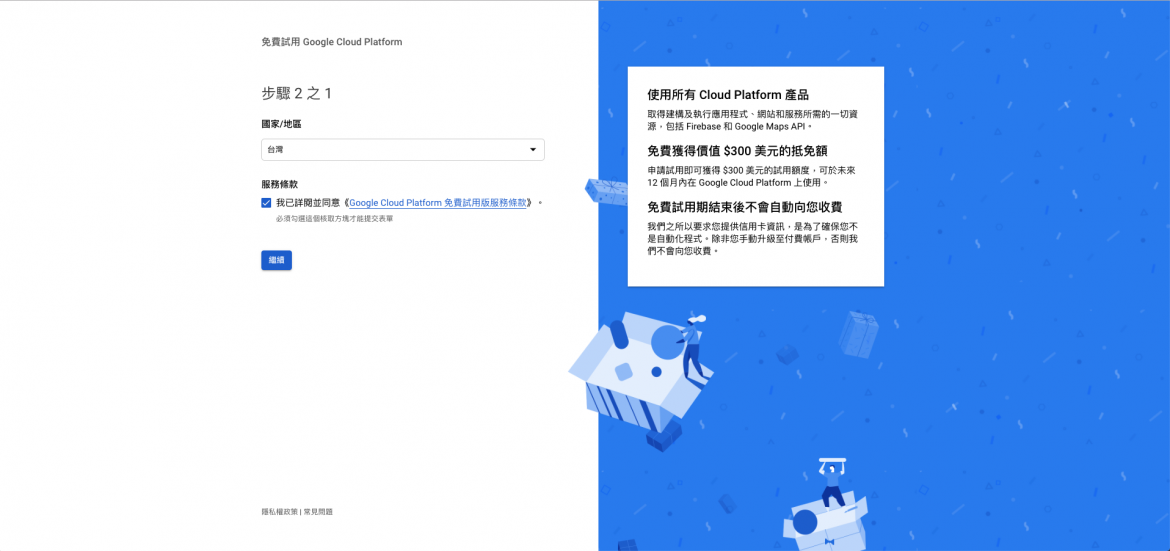 免費試用 Google Cloud Platform
步驟 2 之 1
國家/地區
台灣
服務條款
我已詳閱並同意《Google Cloud Platform 免費試用版服務條款》。
必須勾選這個核取方塊才能提交表單
繼續
隱私權政策 | 常見問題
使用所有 Cloud Platform 產品
取得建構及執行應用程式、網站和服務所需的一切資
源，包括 Firebase 和 Google Maps API。
免費獲得價值 $300 美元的抵免額
申請試用即可獲得 $300 美元的試用額度，可於未來
12 個月內在 Google Cloud Platform 上使用。
免費試用期結束後不會自動向您收費
我們之所以要求您提供信用卡資訊，是為了確保您不
是自動化程式。除非您手動升級至付費帳戶，否則我
們不會向您收費。